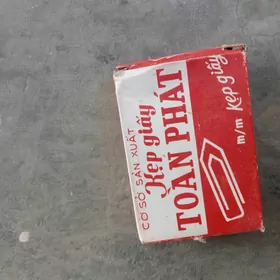 CƠ SỞ SẢN XUẤT
Kẹp giấy
TOÀN PHÁT
m/m Kẹp giấy